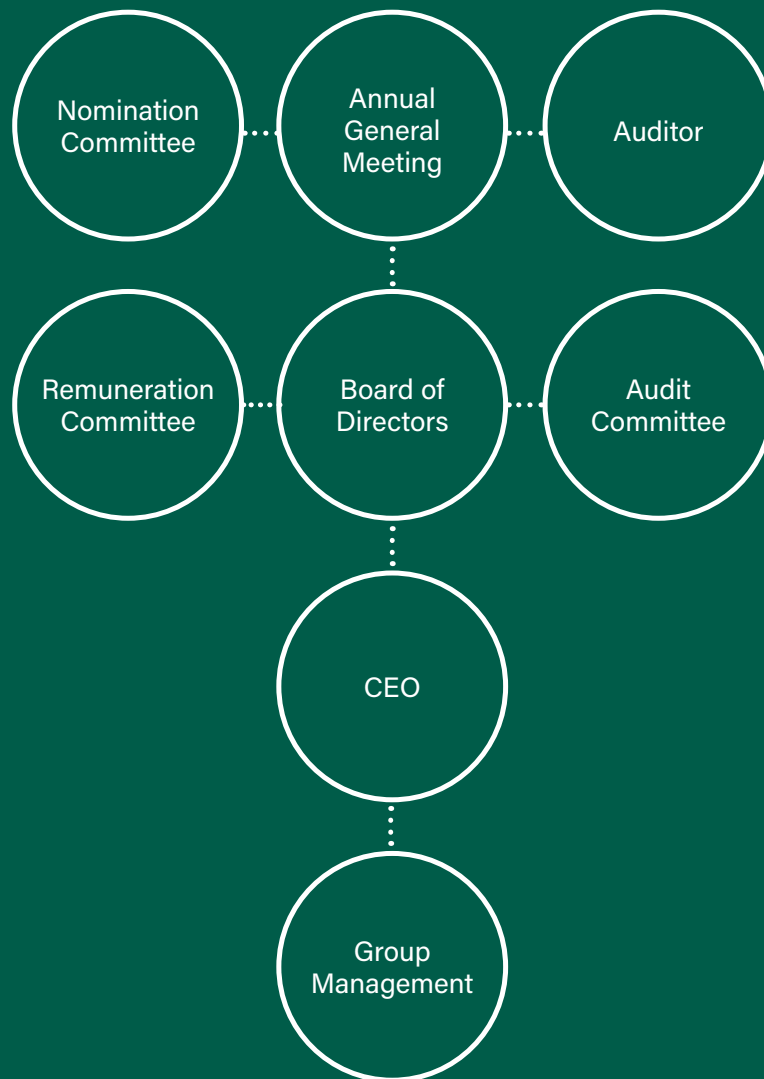 Nomination
Committee
Annual
General
Meeting
Auditor
Remuneration
Committee
Board of
Directors
Audit
Committee
CEO
Group
Management